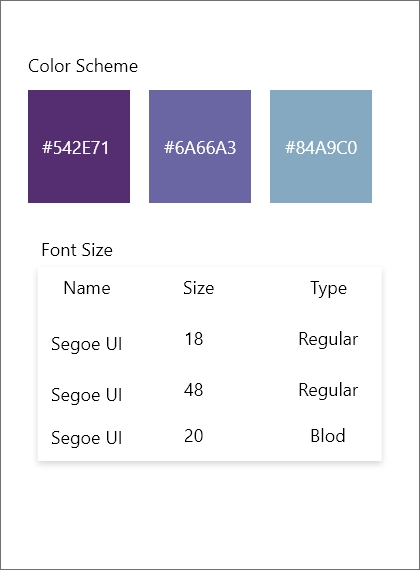 Color Scheme
#542E71 #6A66A3 #84A9C0
Font Size
Name Size Type
Segoe UI 18 Regular
Segoe UI 48 Regular
Segoe UI 20 Blod